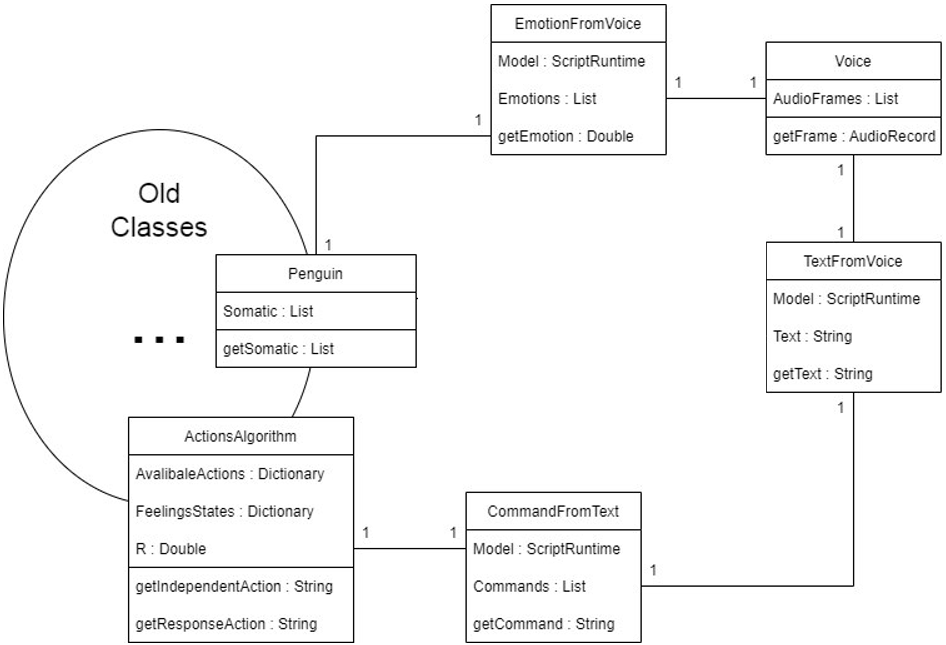 EmotionFromVoice
Model : ScriptRuntime
Emotions : List
getEmotion : Double
1
1
1
Voice
AudioFrames : List
getFrame : AudioRecord
1
1
Old
Classes
...
1
Penguin
Somatic : List
getSomatic : List
TextFromVoice
Model : ScriptRuntime
Text : String
getText : String
1
ActionsAlgorithm
AvalibaleActions : Dictionary
FeelingsStates : Dictionary
R : Double
getIndependentAction : String
getResponseAction : String
1
1
CommandFromText
Model : ScriptRuntime
Commands : List
getCommand : String
1